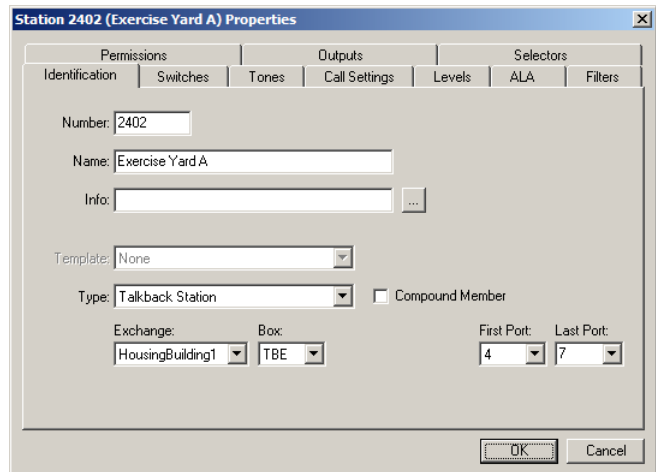 Station 2402 (Exercise Yard A) Properties
Permissions Outputs Selectors
Identification Switches Tones Call Settings Levels ALA Filters
Number: 2402
Name: Exercise Yard A
Info: ...
Template: None
Type: Talkback Station Compound Member
Exchange: Box: First Port: Last Port:
HousingBuilding1 TBE 4 7
OK Cancel